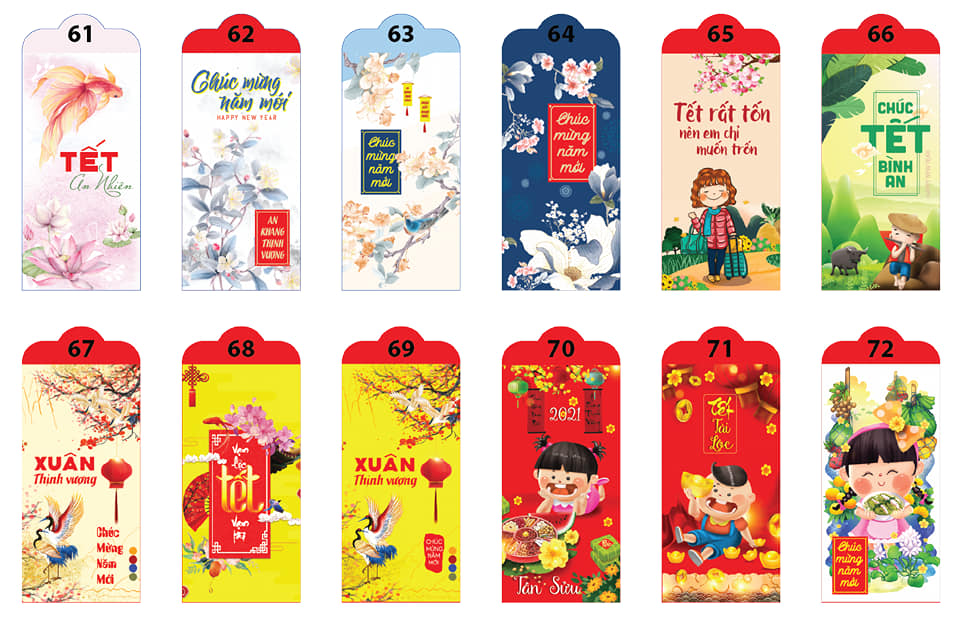 61
TẾT
An Nhiên
62
Chúc mừng
năm mới
HAPPY NEW YEAR
AN
KHANG
THỊNH
VƯỢNG
63
Chúc
mừng
năm
mới
64
Chúc
mừng
năm
mới
65
Tết rất tốn
nên em chỉ
muốn trốn
66
CHÚC
TẾT
BÌNH
AN
67
XUÂN
Thịnh vượng
Chúc
Mừng
Năm
Mới
68
Vạn
lộc
tết
Vạn
69
XUÂN
Thịnh vượng
CHÚC
MỪNG
NĂM
MỚI
70
2021
Tân Sửu
71
Tết
Tài
Lộc
72
Chúc
mừng
năm
mới